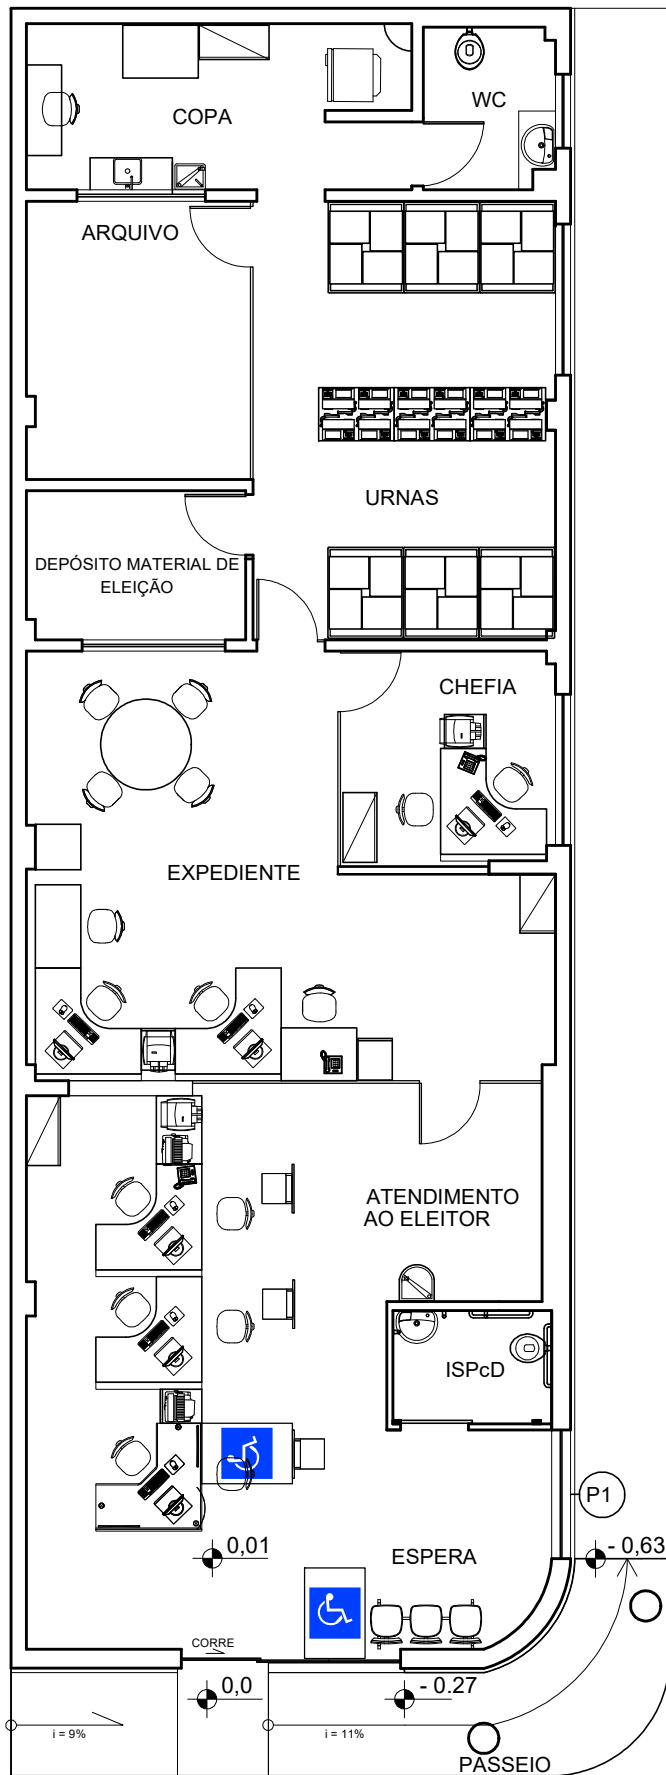 WC
COPA
ARQUIVO
URNAS
DEPÓSITO MATERIAL DE
ELEIÇÃO
CHEFIA
EXPEDIENTE
ATENDIMENTO
AO ELEITOR
ISPcD
P1
0,01
ESPERA
- 0,63
CORRE
0,0
- 0.27
i = 9%
i = 11%
PASSEIO